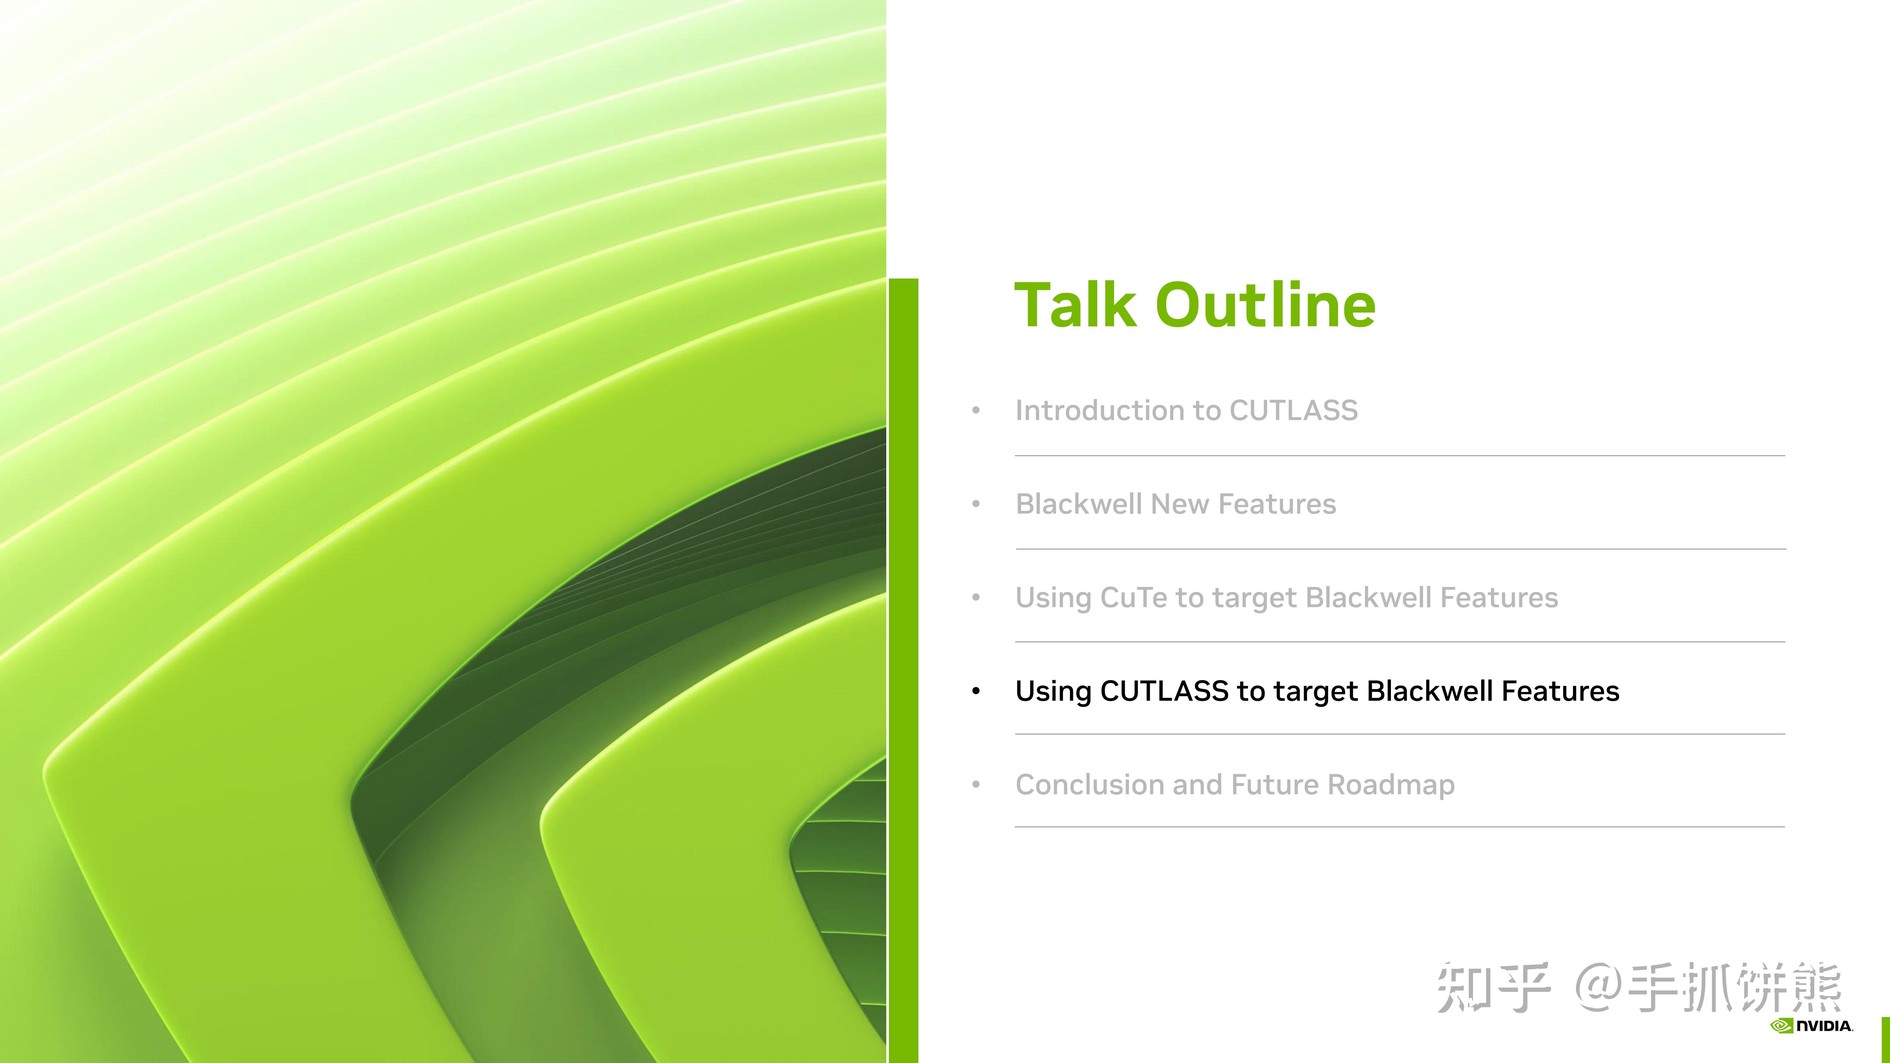 Talk Outline
• Introduction to CUTLASS
• Blackwell New Features
• Using CuTe to target Blackwell Features
• Using CUTLASS to target Blackwell Features
• Conclusion and Future Roadmap
知乎 @手抓饼熊
NVIDIA